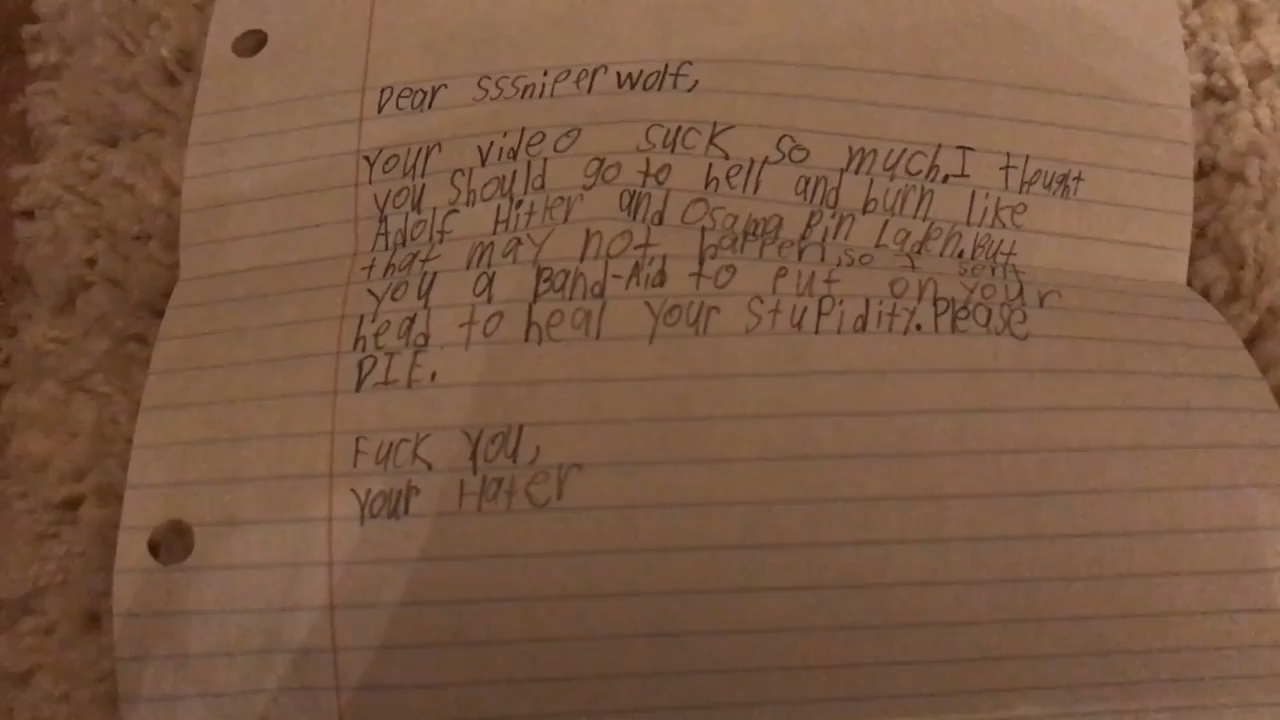 Dear SSSniperwolf,
Your video suck so much.I thought
you should go to hell and burn like
Adolf Hitler and Osama Bin Laden.But
that may not happen,so I sent
you a Band-Aid to put on your
head to heal your stupidity.Please
DIE.
Fuck you,
Your Hater